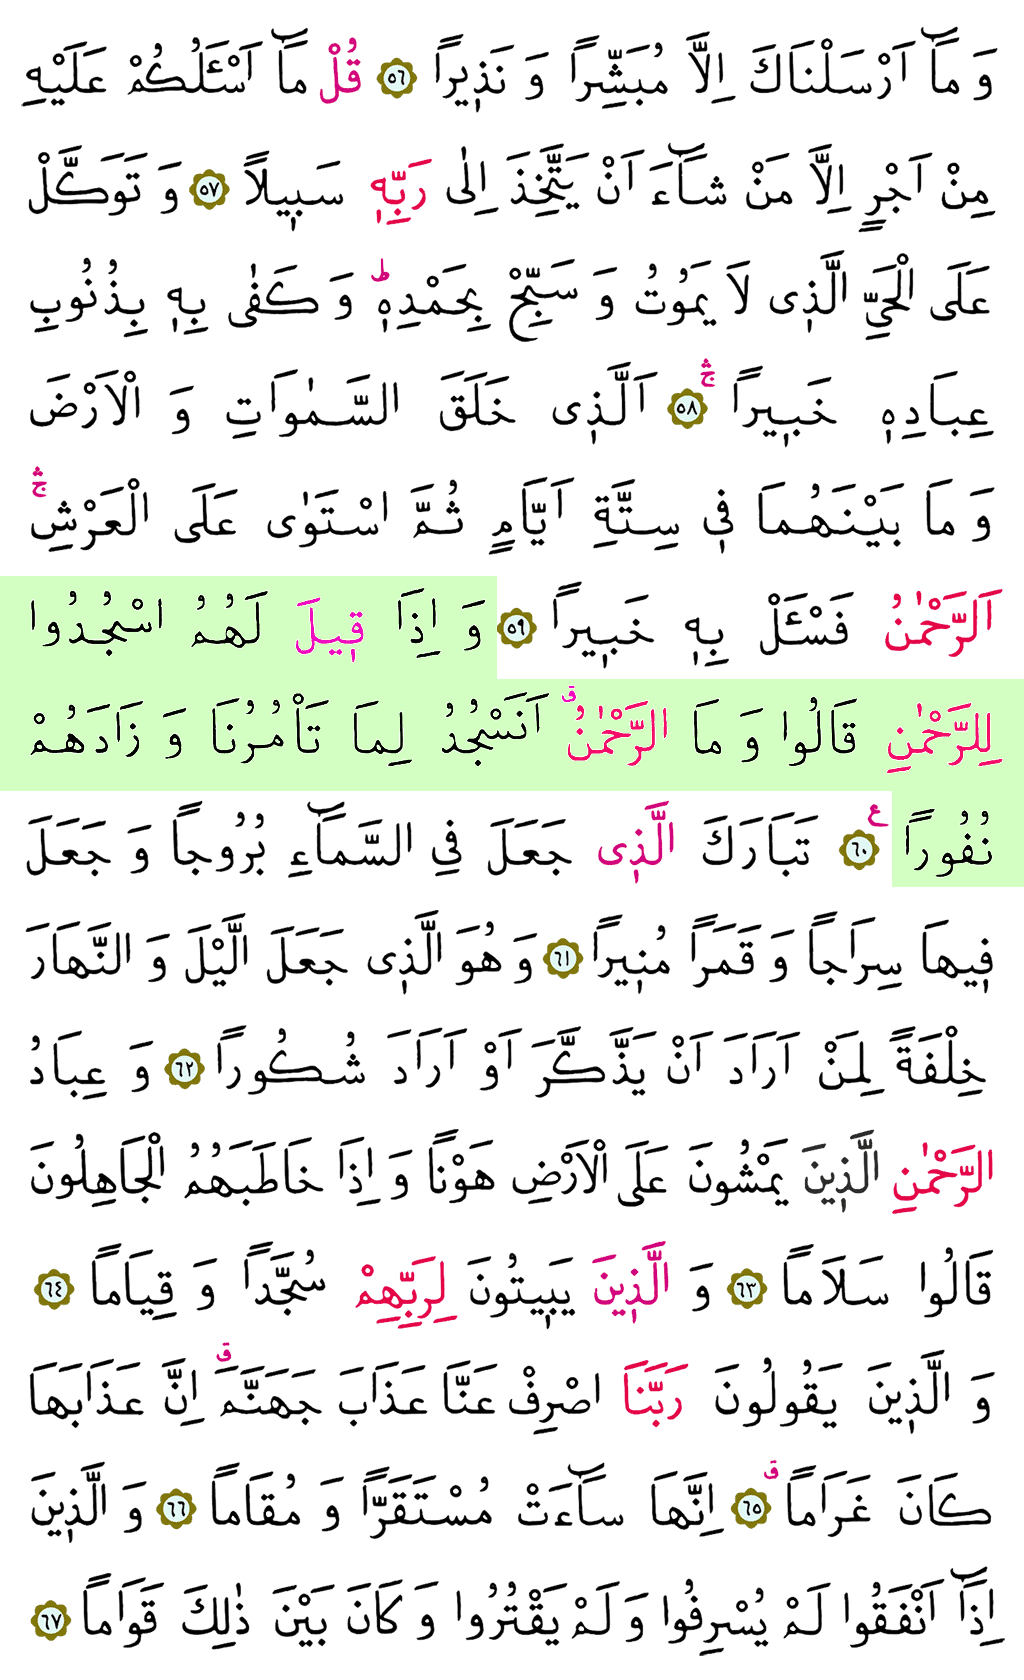 وَ مَٓا اَرْسَلْنَاكَ اِلَّا مُبَشِّراً وَ نَذٖيراً ﴿٥٦﴾ قُلْ مَٓا اَسْـَٔلُكُمْ عَلَيْهِ
مِنْ اَجْرٍ اِلَّا مَنْ شَٓاءَ اَنْ يَتَّخِذَ اِلٰى رَبِّهٖ سَبٖيلاً ﴿٥٧﴾ وَ تَوَكَّلْ
عَلَى الْحَيِّ الَّذٖى لَا يَمُوتُ وَ سَبِّحْ بِحَمْدِهٖؕ وَ كَفٰى بِهٖ بِذُنُوبِ
عِبَادِهٖ خَبٖيراً ۛۚ ﴿٥٨﴾ اَلَّذٖى خَلَقَ السَّمٰوَاتِ وَ الْاَرْضَ
وَ مَا بَيْنَهُمَا فٖى سِتَّةِ اَيَّامٍ ثُمَّ اسْتَوٰى عَلَى الْعَرْشِ ۛۚ
اَلرَّحْمٰنُ فَسْـَٔلْ بِهٖ خَبٖيراً ﴿٥٩﴾ وَ اِذَا قٖيلَ لَهُمُ اسْجُدُوا
لِلرَّحْمٰنِ قَالُوا وَ مَا الرَّحْمٰنُࣗ اَنَسْجُدُ لِمَا تَاْمُرُنَا وَ زَادَهُمْ
نُفُوراً ع ﴿٦٠﴾ تَبَارَكَ الَّذٖى جَعَلَ فِى السَّمَٓاءِ بُرُوجاً وَ جَعَلَ
فٖيهَا سِرَاجاً وَ قَمَراً مُنٖيراً ﴿٦١﴾ وَ هُوَ الَّذٖى جَعَلَ الَّيْلَ وَ النَّهَارَ
خِلْفَةً لِمَنْ اَرَادَ اَنْ يَذَّكَّرَ اَوْ اَرَادَ شُكُوراً ﴿٦٢﴾ وَ عِبَادُ
الرَّحْمٰنِ الَّذٖينَ يَمْشُونَ عَلَى الْاَرْضِ هَوْناً وَ اِذَا خَاطَبَهُمُ الْجَاهِلُونَ
قَالُوا سَلَاماً ﴿٦٣﴾ وَ الَّذٖينَ يَبٖيتُونَ لِرَبِّهِمْ سُجَّداً وَ قِيَاماً ﴿٦٤﴾
وَ الَّذٖينَ يَقُولُونَ رَبَّنَا اصْرِفْ عَنَّا عَذَابَ جَهَنَّمَࣗ اِنَّ عَذَابَهَا
كَانَ غَرَاماًࣗ ﴿٦٥﴾ اِنَّهَا سَٓاءَتْ مُسْتَقَرًّا وَ مُقَاماً ﴿٦٦﴾ وَ الَّذٖينَ
اِذَٓا اَنْفَقُوا لَمْ يُسْرِفُوا وَ لَمْ يَقْتُرُوا وَ كَانَ بَيْنَ ذٰلِكَ قَوَاماً ﴿٦٧﴾